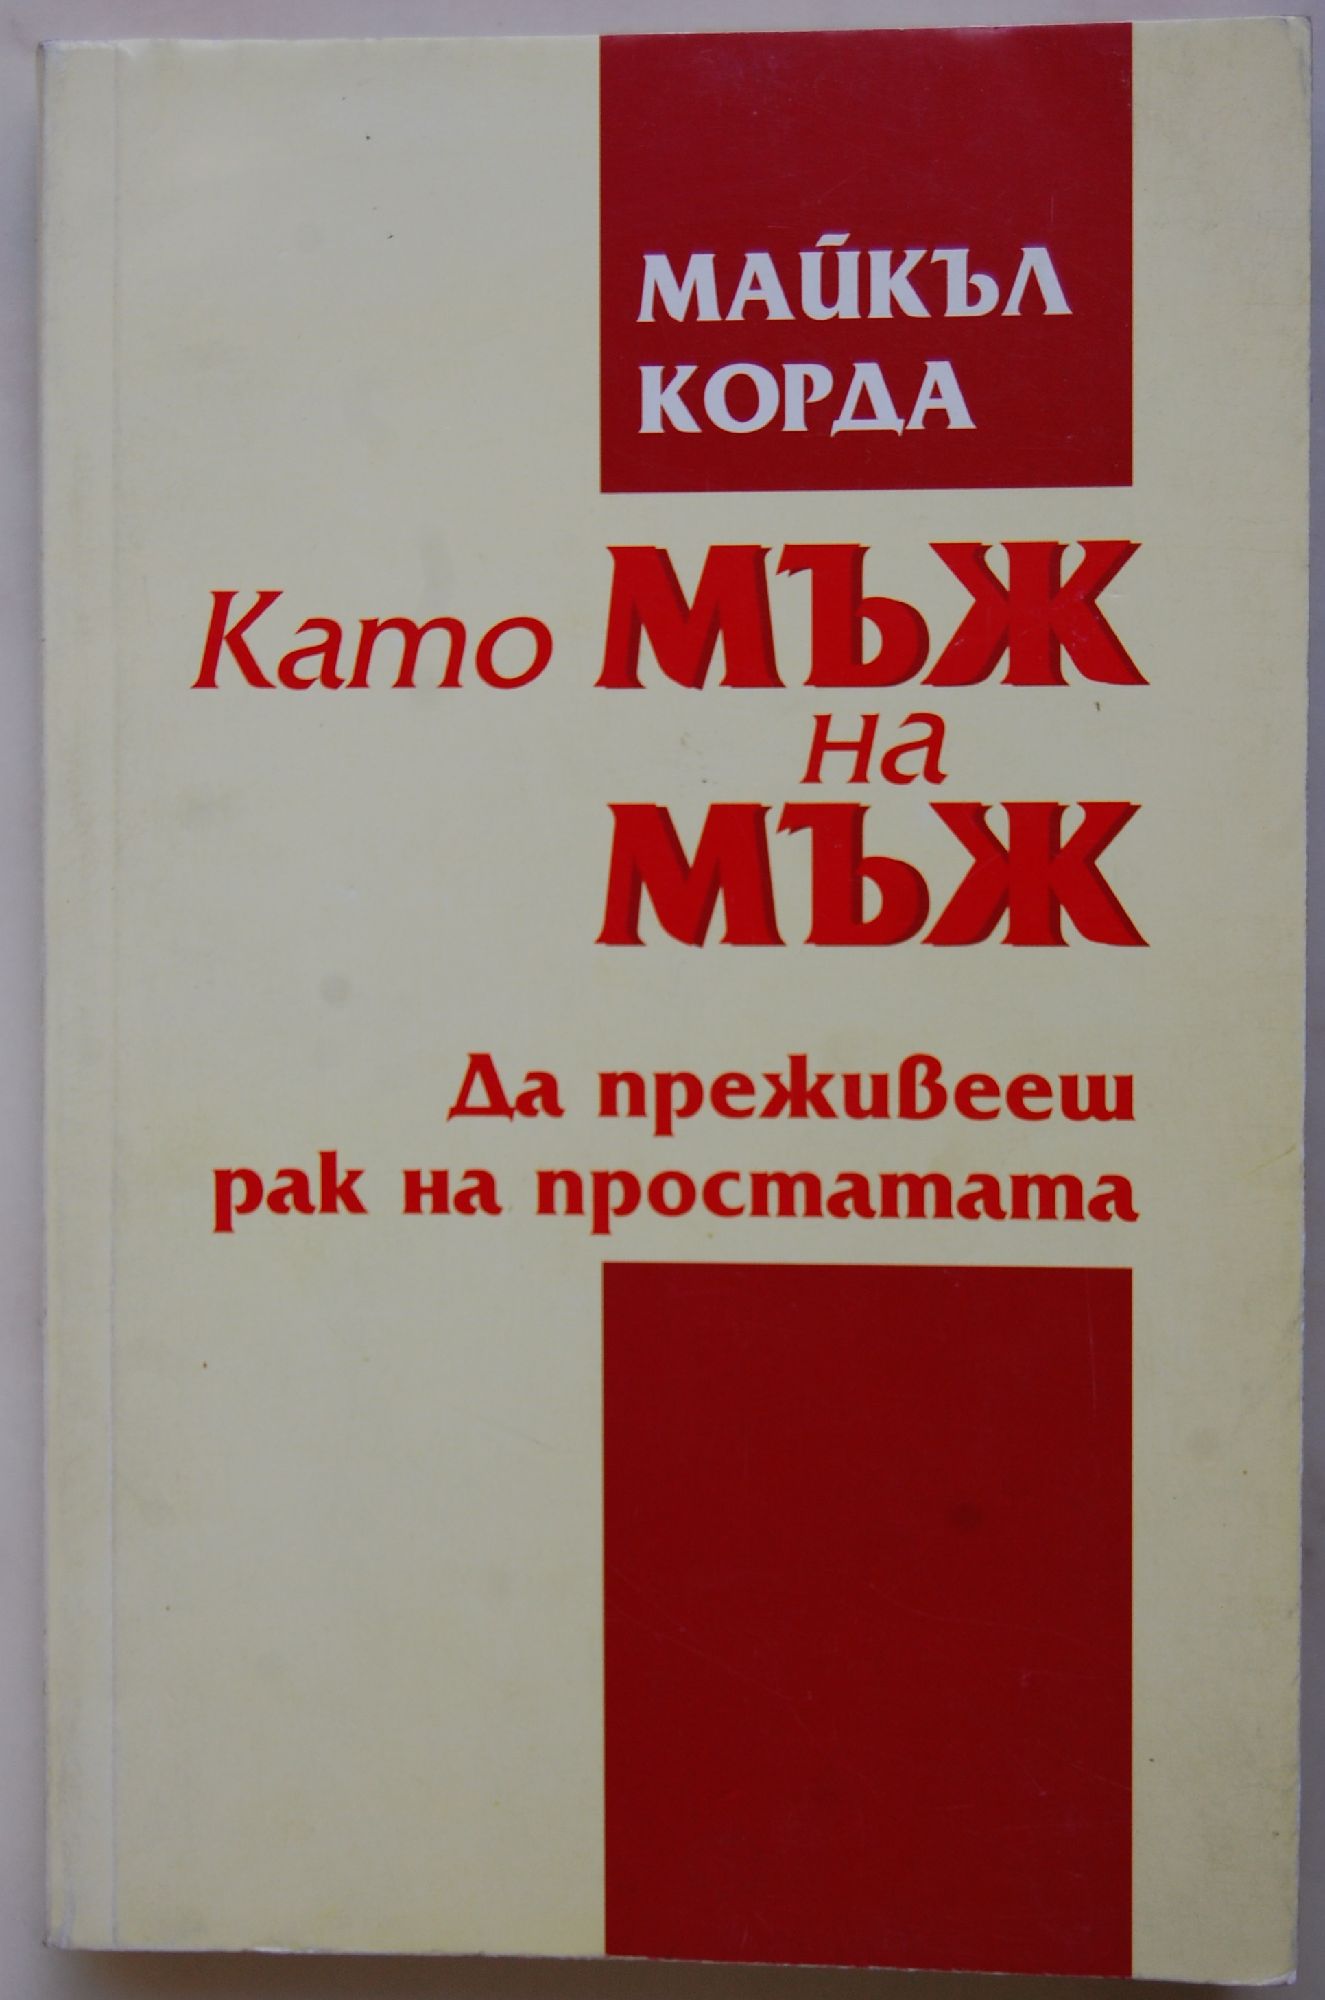 МАЙКЪЛ
КОРДА
Като МЪЖ
на
МЪЖ
Да преживееш
рак на простатата